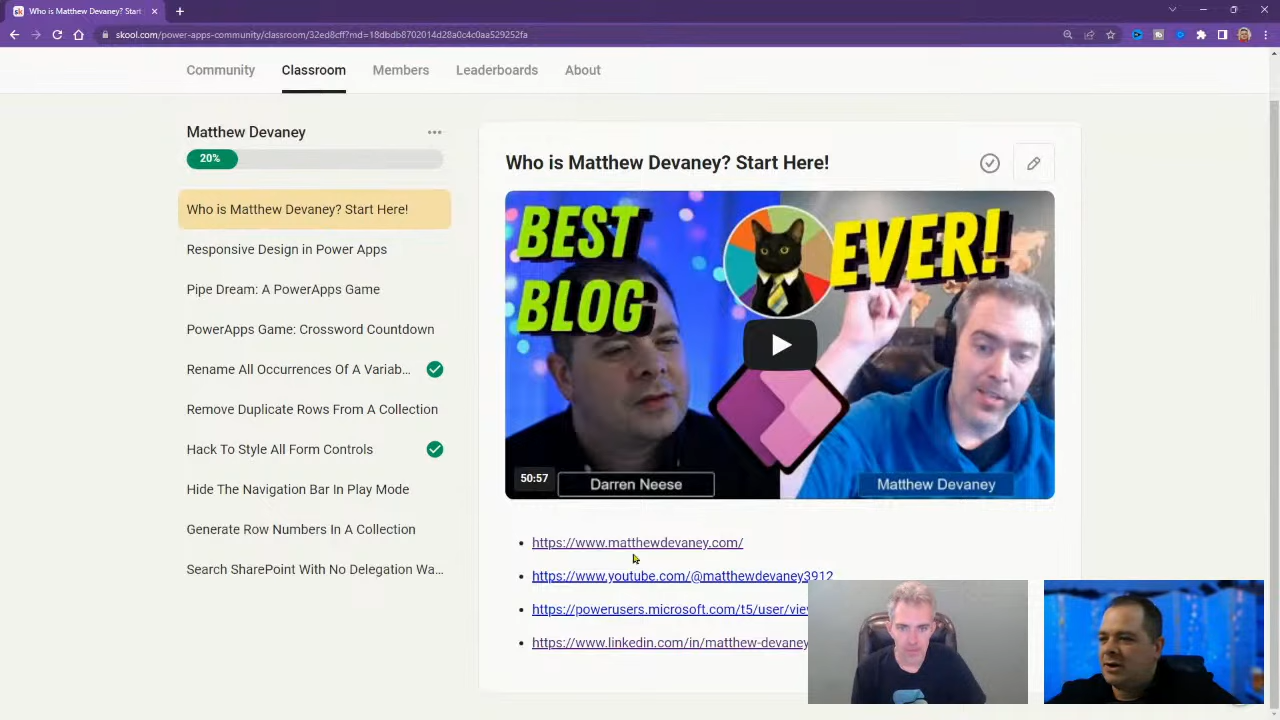 Who is Matthew Devaney? Start
skool.com/power-apps-community/classroom/32ed8cff?md=18dbdb8702014d28a0c4c0aa529252fa
Community Classroom Members Leaderboards About
Matthew Devaney
20%
Who is Matthew Devaney? Start Here!
Responsive Design in Power Apps
Pipe Dream: A PowerApps Game
PowerApps Game: Crossword Countdown
Rename All Occurrences Of A Variab...
Remove Duplicate Rows From A Collection
Hack To Style All Form Controls
Hide The Navigation Bar In Play Mode
Generate Row Numbers In A Collection
Search SharePoint With No Delegation Wa...
Who is Matthew Devaney? Start Here!
BEST EVER!
BLOG
50:57 Darren Neese Matthew Devaney
https://www.matthewdevaney.com/
https://www.youtube.com/@matthewdevaney3912
https://powerusers.microsoft.com/t5/user/vie
https://www.linkedin.com/in/matthew-devaney